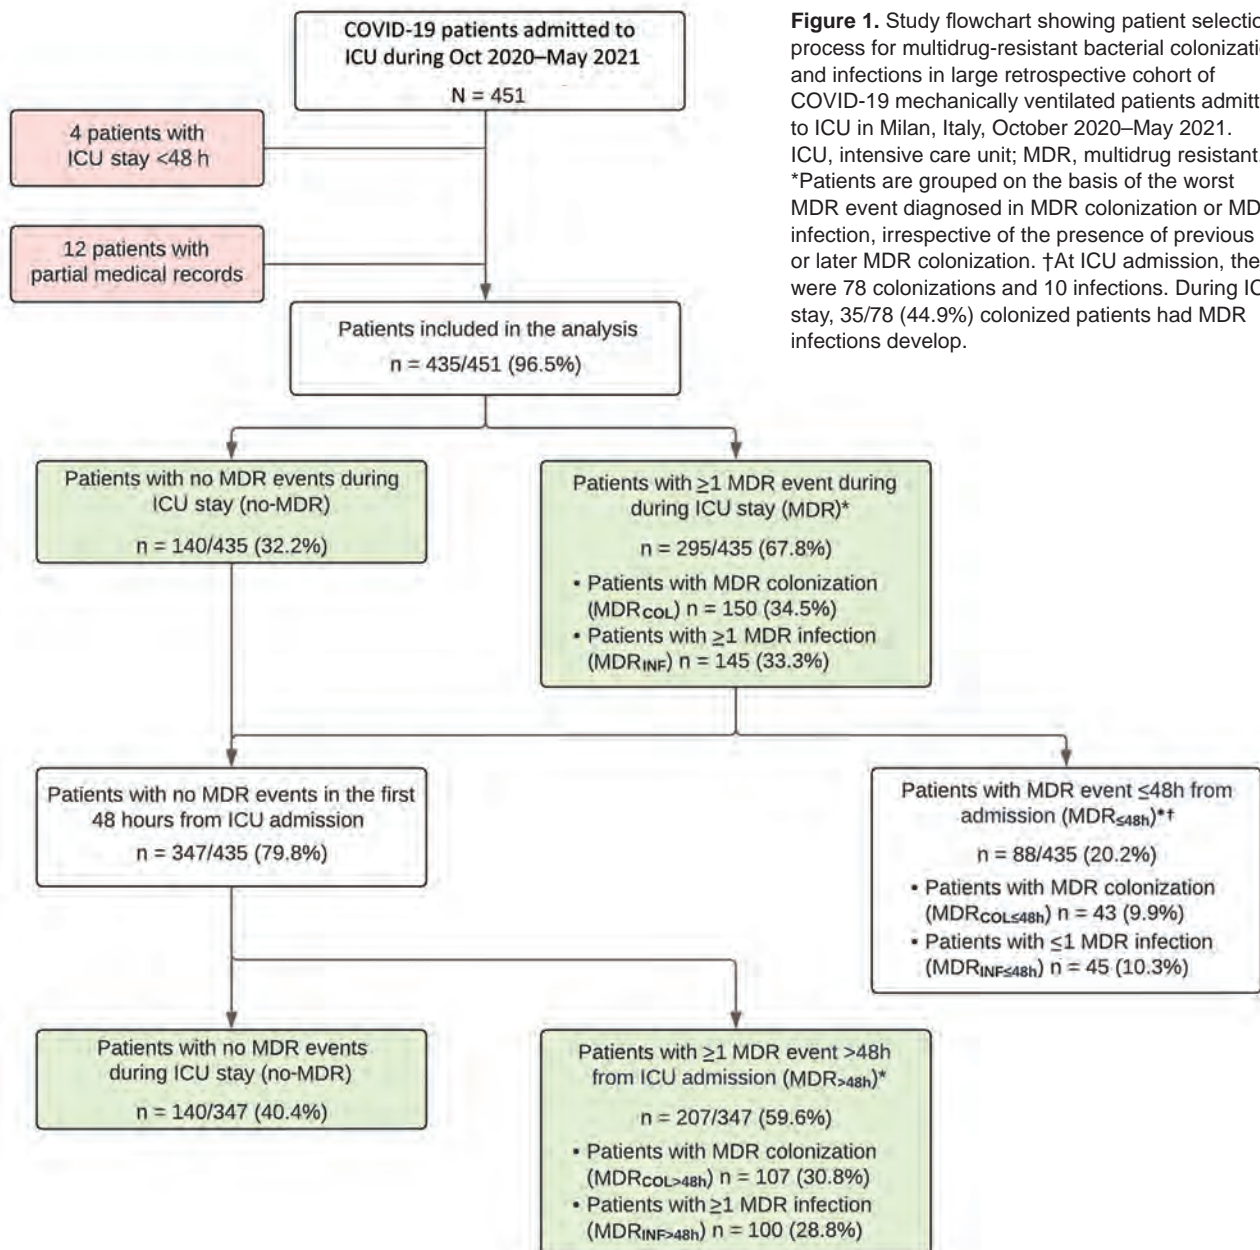 COVID-19 patients admitted to
ICU during Oct 2020–May 2021
N = 451
4 patients with
ICU stay <48 h
12 patients with
partial medical records
Patients included in the analysis
n = 435/451 (96.5%)
Figure 1. Study flowchart showing patient selectio
process for multidrug-resistant bacterial colonizati
and infections in large retrospective cohort of
COVID-19 mechanically ventilated patients admitt
to ICU in Milan, Italy, October 2020–May 2021.
ICU, intensive care unit; MDR, multidrug resistant.
*Patients are grouped on the basis of the worst
MDR event diagnosed in MDR colonization or MD
infection, irrespective of the presence of previous
or later MDR colonization. †At ICU admission, the
were 78 colonizations and 10 infections. During IC
stay, 35/78 (44.9%) colonized patients had MDR
infections develop.
Patients with no MDR events during
ICU stay (no-MDR)
n = 140/435 (32.2%)
Patients with ≥1 MDR event during
during ICU stay (MDR)*
n = 295/435 (67.8%)
• Patients with MDR colonization
(MDRCOL) n = 150 (34.5%)
• Patients with ≥1 MDR infection
(MDRINF) n = 145 (33.3%)
Patients with no MDR events in the first
48 hours from ICU admission
n = 347/435 (79.8%)
Patients with MDR event ≤48h from
admission (MDR≤48h)*†
n = 88/435 (20.2%)
• Patients with MDR colonization
(MDRCOL≤48h) n = 43 (9.9%)
• Patients with ≤1 MDR infection
(MDRINF≤48h) n = 45 (10.3%)
Patients with no MDR events
during ICU stay (no-MDR)
n = 140/347 (40.4%)
Patients with ≥1 MDR event >48h
from ICU admission (MDR>48h)*
n = 207/347 (59.6%)
• Patients with MDR colonization
(MDRCOL>48h) n = 107 (30.8%)
• Patients with ≥1 MDR infection
(MDRINF>48h) n = 100 (28.8%)